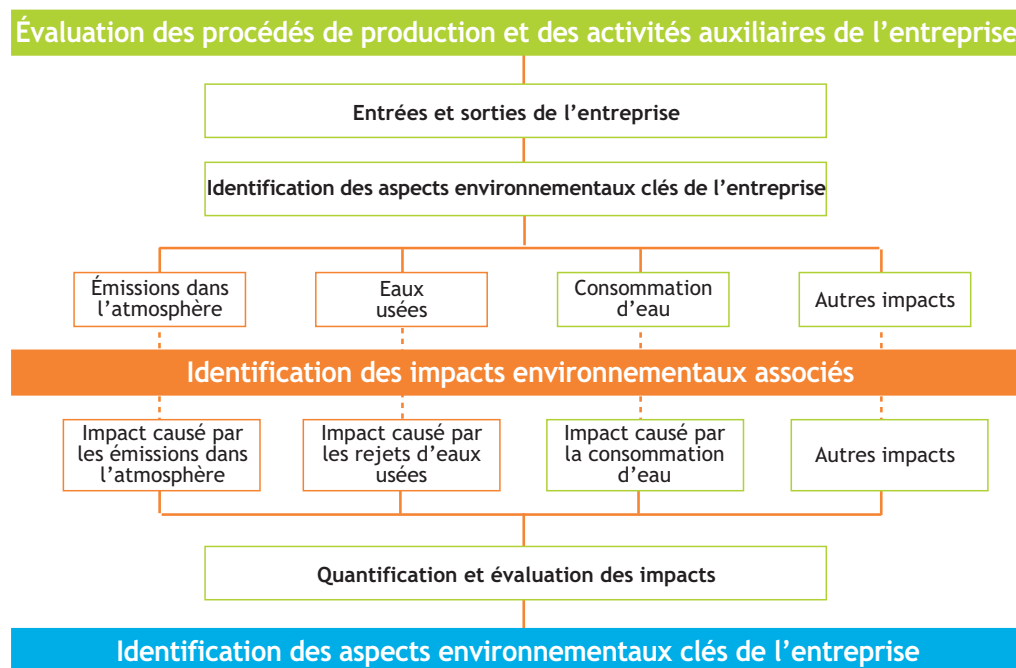 Évaluation des procédés de production et des activités auxiliaires de l’entreprise
Entrées et sorties de l’entreprise
Identification des aspects environnementaux clés de l’entreprise
Émissions dans
l’atmosphère
Eaux
usées
Consommation
d’eau
Autres impacts
Identification des impacts environnementaux associés
Impact causé par
les émissions dans
l’atmosphère
Impact causé par
les rejets d’eaux
usées
Impact causé par
la consommation
d’eau
Autres impacts
Quantification et évaluation des impacts
Identification des aspects environnementaux clés de l’entreprise